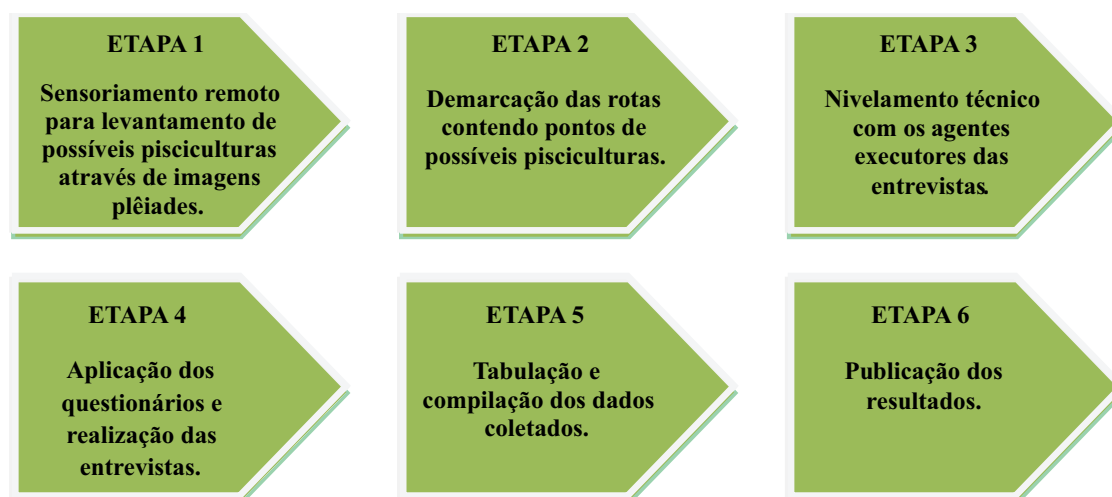 ETAPA 1
Sensoriamento remoto
para levantamento de
possíveis pisciculturas
através de imagens
plêiades.
ETAPA 2
Demarcação das rotas
contendo pontos de
possíveis pisciculturas.
ETAPA 3
Nivelamento técnico
com os agentes
executores das
entrevistas.
ETAPA 4
Aplicação dos
questionários e
realização das
entrevistas.
ETAPA 5
Tabulação e
compilação dos dados
coletados.
ETAPA 6
Publicação dos
resultados.